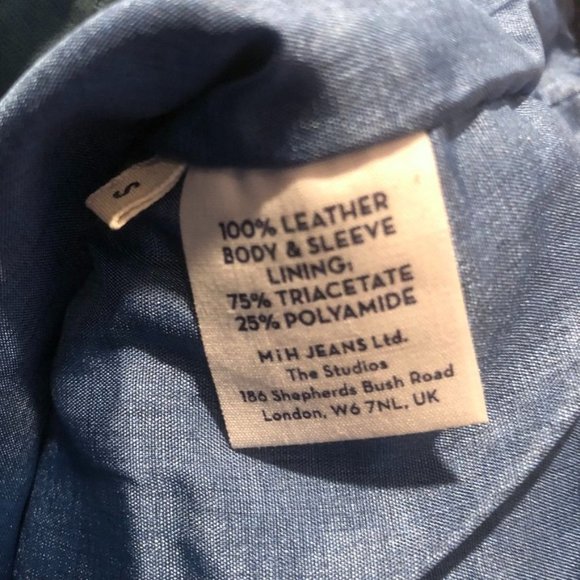 S
100% LEATHER
BODY & SLEEVE
LINING:
75% TRIACETATE
25% POLYAMIDE
MiH JEANS Ltd.
The Studios
186 Shepherds Bush Road
London, W6 7NL, UK